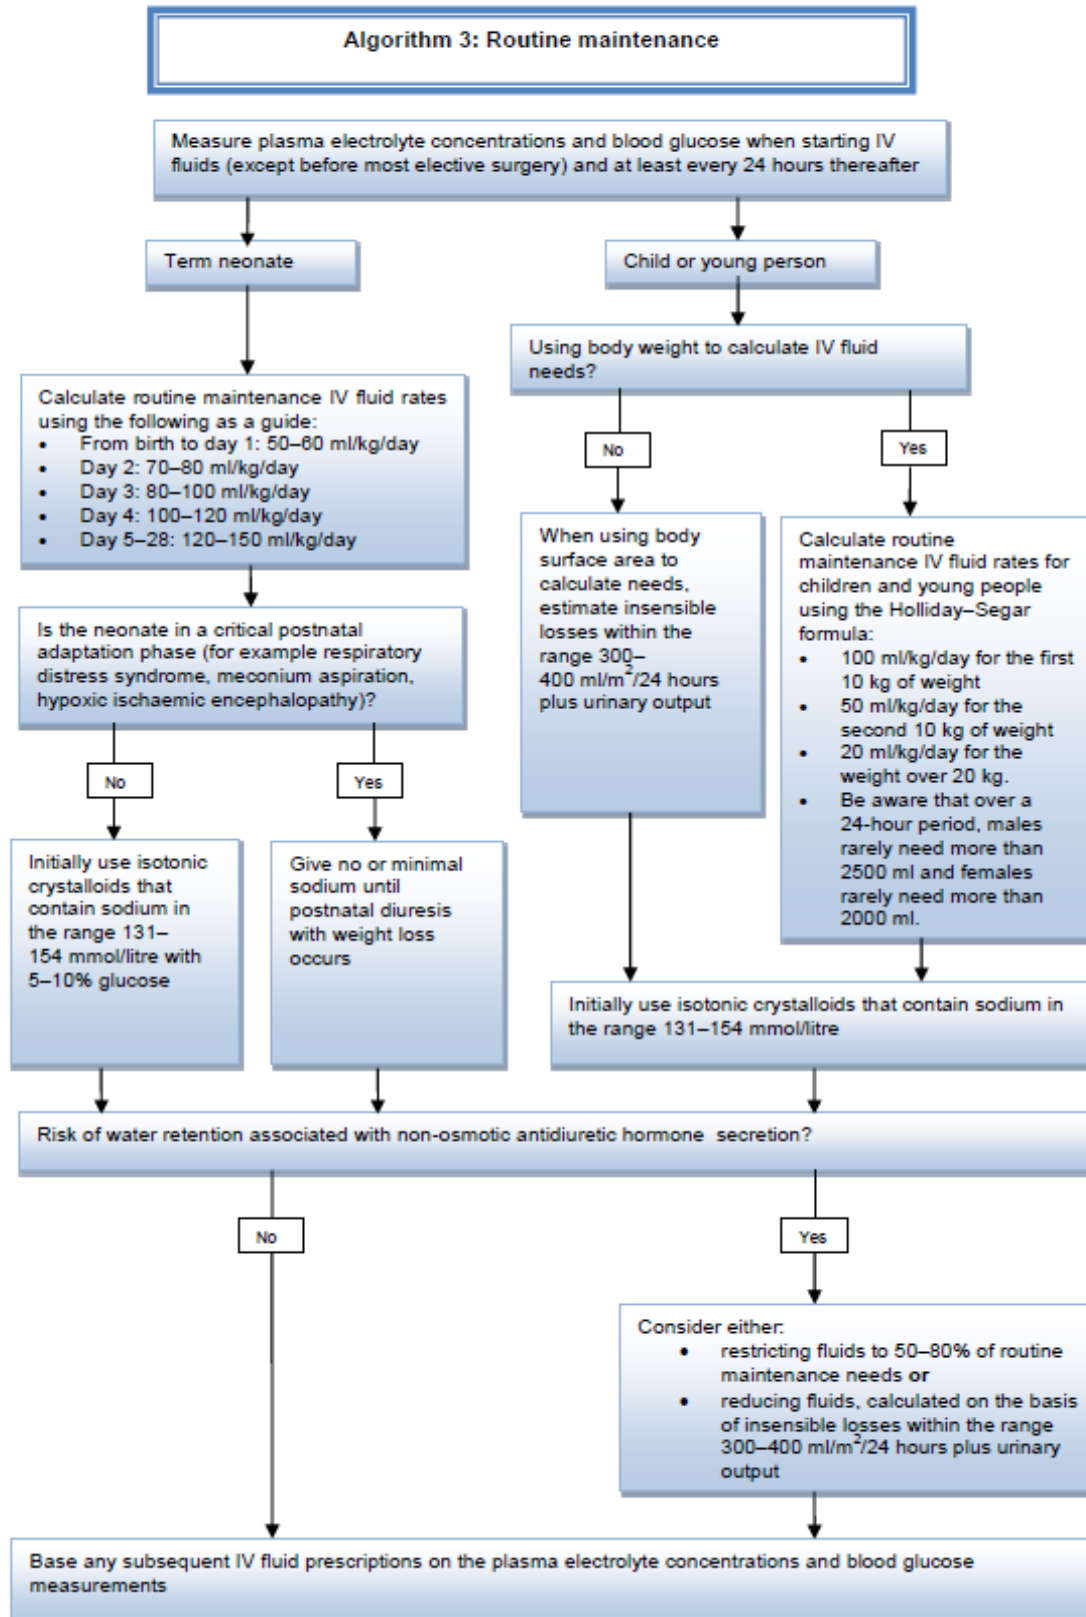 Algorithm 3: Routine maintenance
Measure plasma electrolyte concentrations and blood glucose when starting IV
fluids (except before most elective surgery) and at least every 24 hours thereafter
Term neonate
Child or young person
Using body weight to calculate IV fluid
needs?
Calculate routine maintenance IV fluid rates
using the following as a guide:
• From birth to day 1: 50–60 ml/kg/day
• Day 2: 70–80 ml/kg/day
• Day 3: 80–100 ml/kg/day
• Day 4: 100–120 ml/kg/day
• Day 5–28: 120–150 ml/kg/day
No
Yes
When using body
surface area to
calculate needs,
estimate insensible
losses within the
range 300–
400 ml/m²/24 hours
plus urinary output
Calculate routine
maintenance IV fluid rates for
children and young people
using the Holliday–Segar
formula:
• 100 ml/kg/day for the first
10 kg of weight
• 50 ml/kg/day for the
second 10 kg of weight
• 20 ml/kg/day for the
weight over 20 kg.
• Be aware that over a
24-hour period, males
rarely need more than
2500 ml and females
rarely need more than
2000 ml.
Is the neonate in a critical postnatal
adaptation phase (for example respiratory
distress syndrome, meconium aspiration,
hypoxic ischaemic encephalopathy)?
No
Yes
Initially use isotonic
crystalloids that
contain sodium in
the range 131–
154 mmol/litre with
5–10% glucose
Give no or minimal
sodium until
postnatal diuresis
with weight loss
occurs
Initially use isotonic crystalloids that contain sodium in
the range 131–154 mmol/litre
Risk of water retention associated with non-osmotic antidiuretic hormone secretion?
No
Yes
Consider either:
• restricting fluids to 50–80% of routine
maintenance needs or
• reducing fluids, calculated on the basis
of insensible losses within the range
300–400 ml/m²/24 hours plus urinary
output
Base any subsequent IV fluid prescriptions on the plasma electrolyte concentrations and blood glucose
measurements